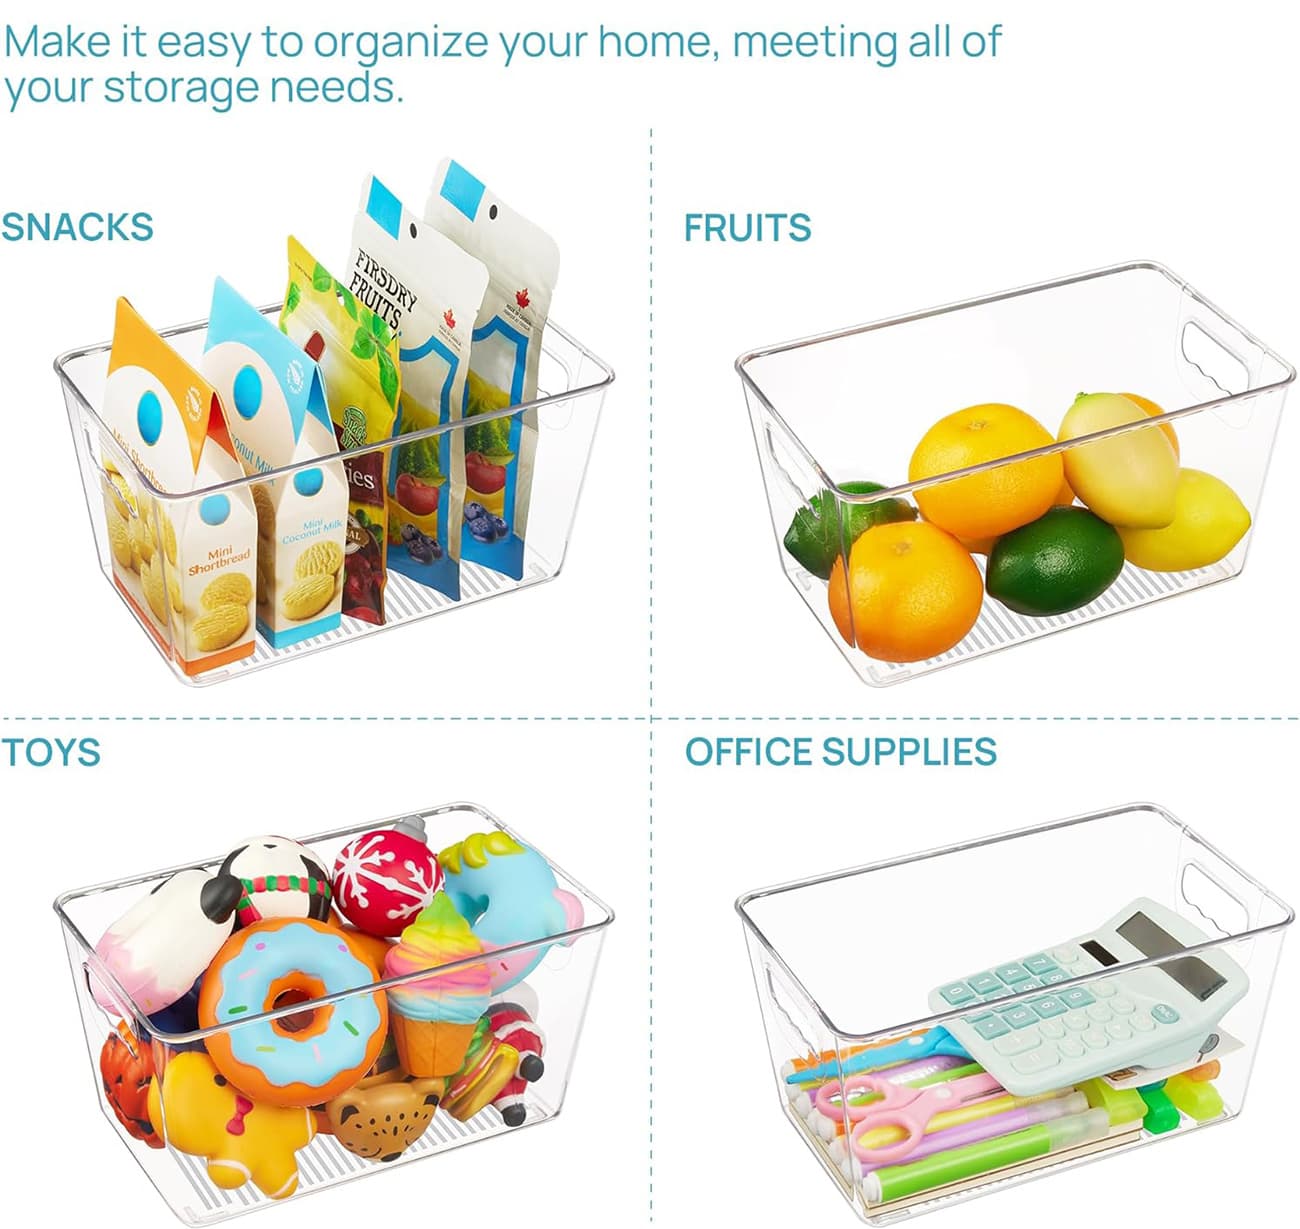 Make it easy to organize your home, meeting all of
your storage needs.
SNACKS
FRUITS
FIRSDRY
FRUITS
Mini
Shortbread
Mini
Coconut Milk
TOYS
OFFICE SUPPLIES